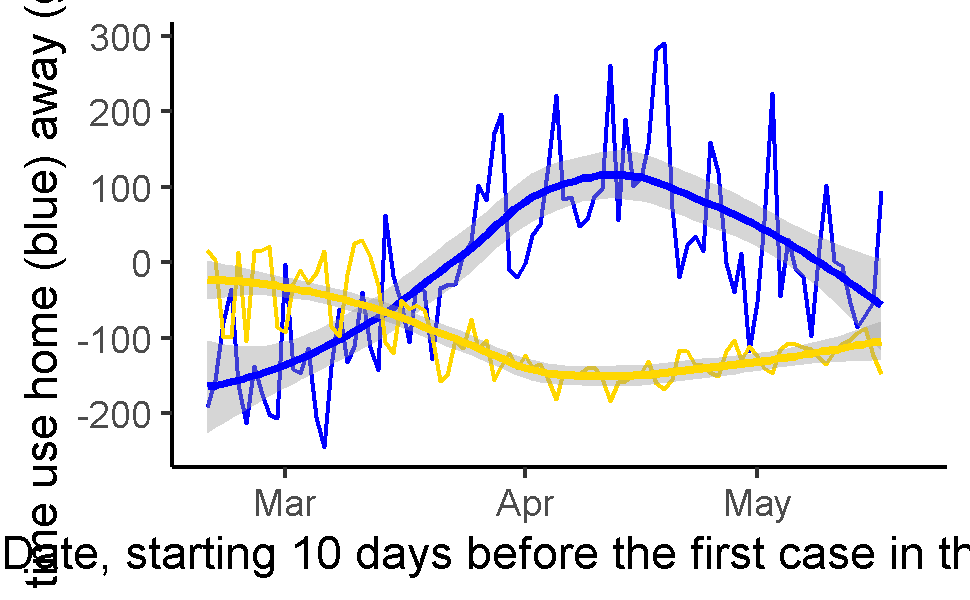 time use home (blue) away (
300
200
100
0
-100
-200
Mar Apr May
Date, starting 10 days before the first case in th